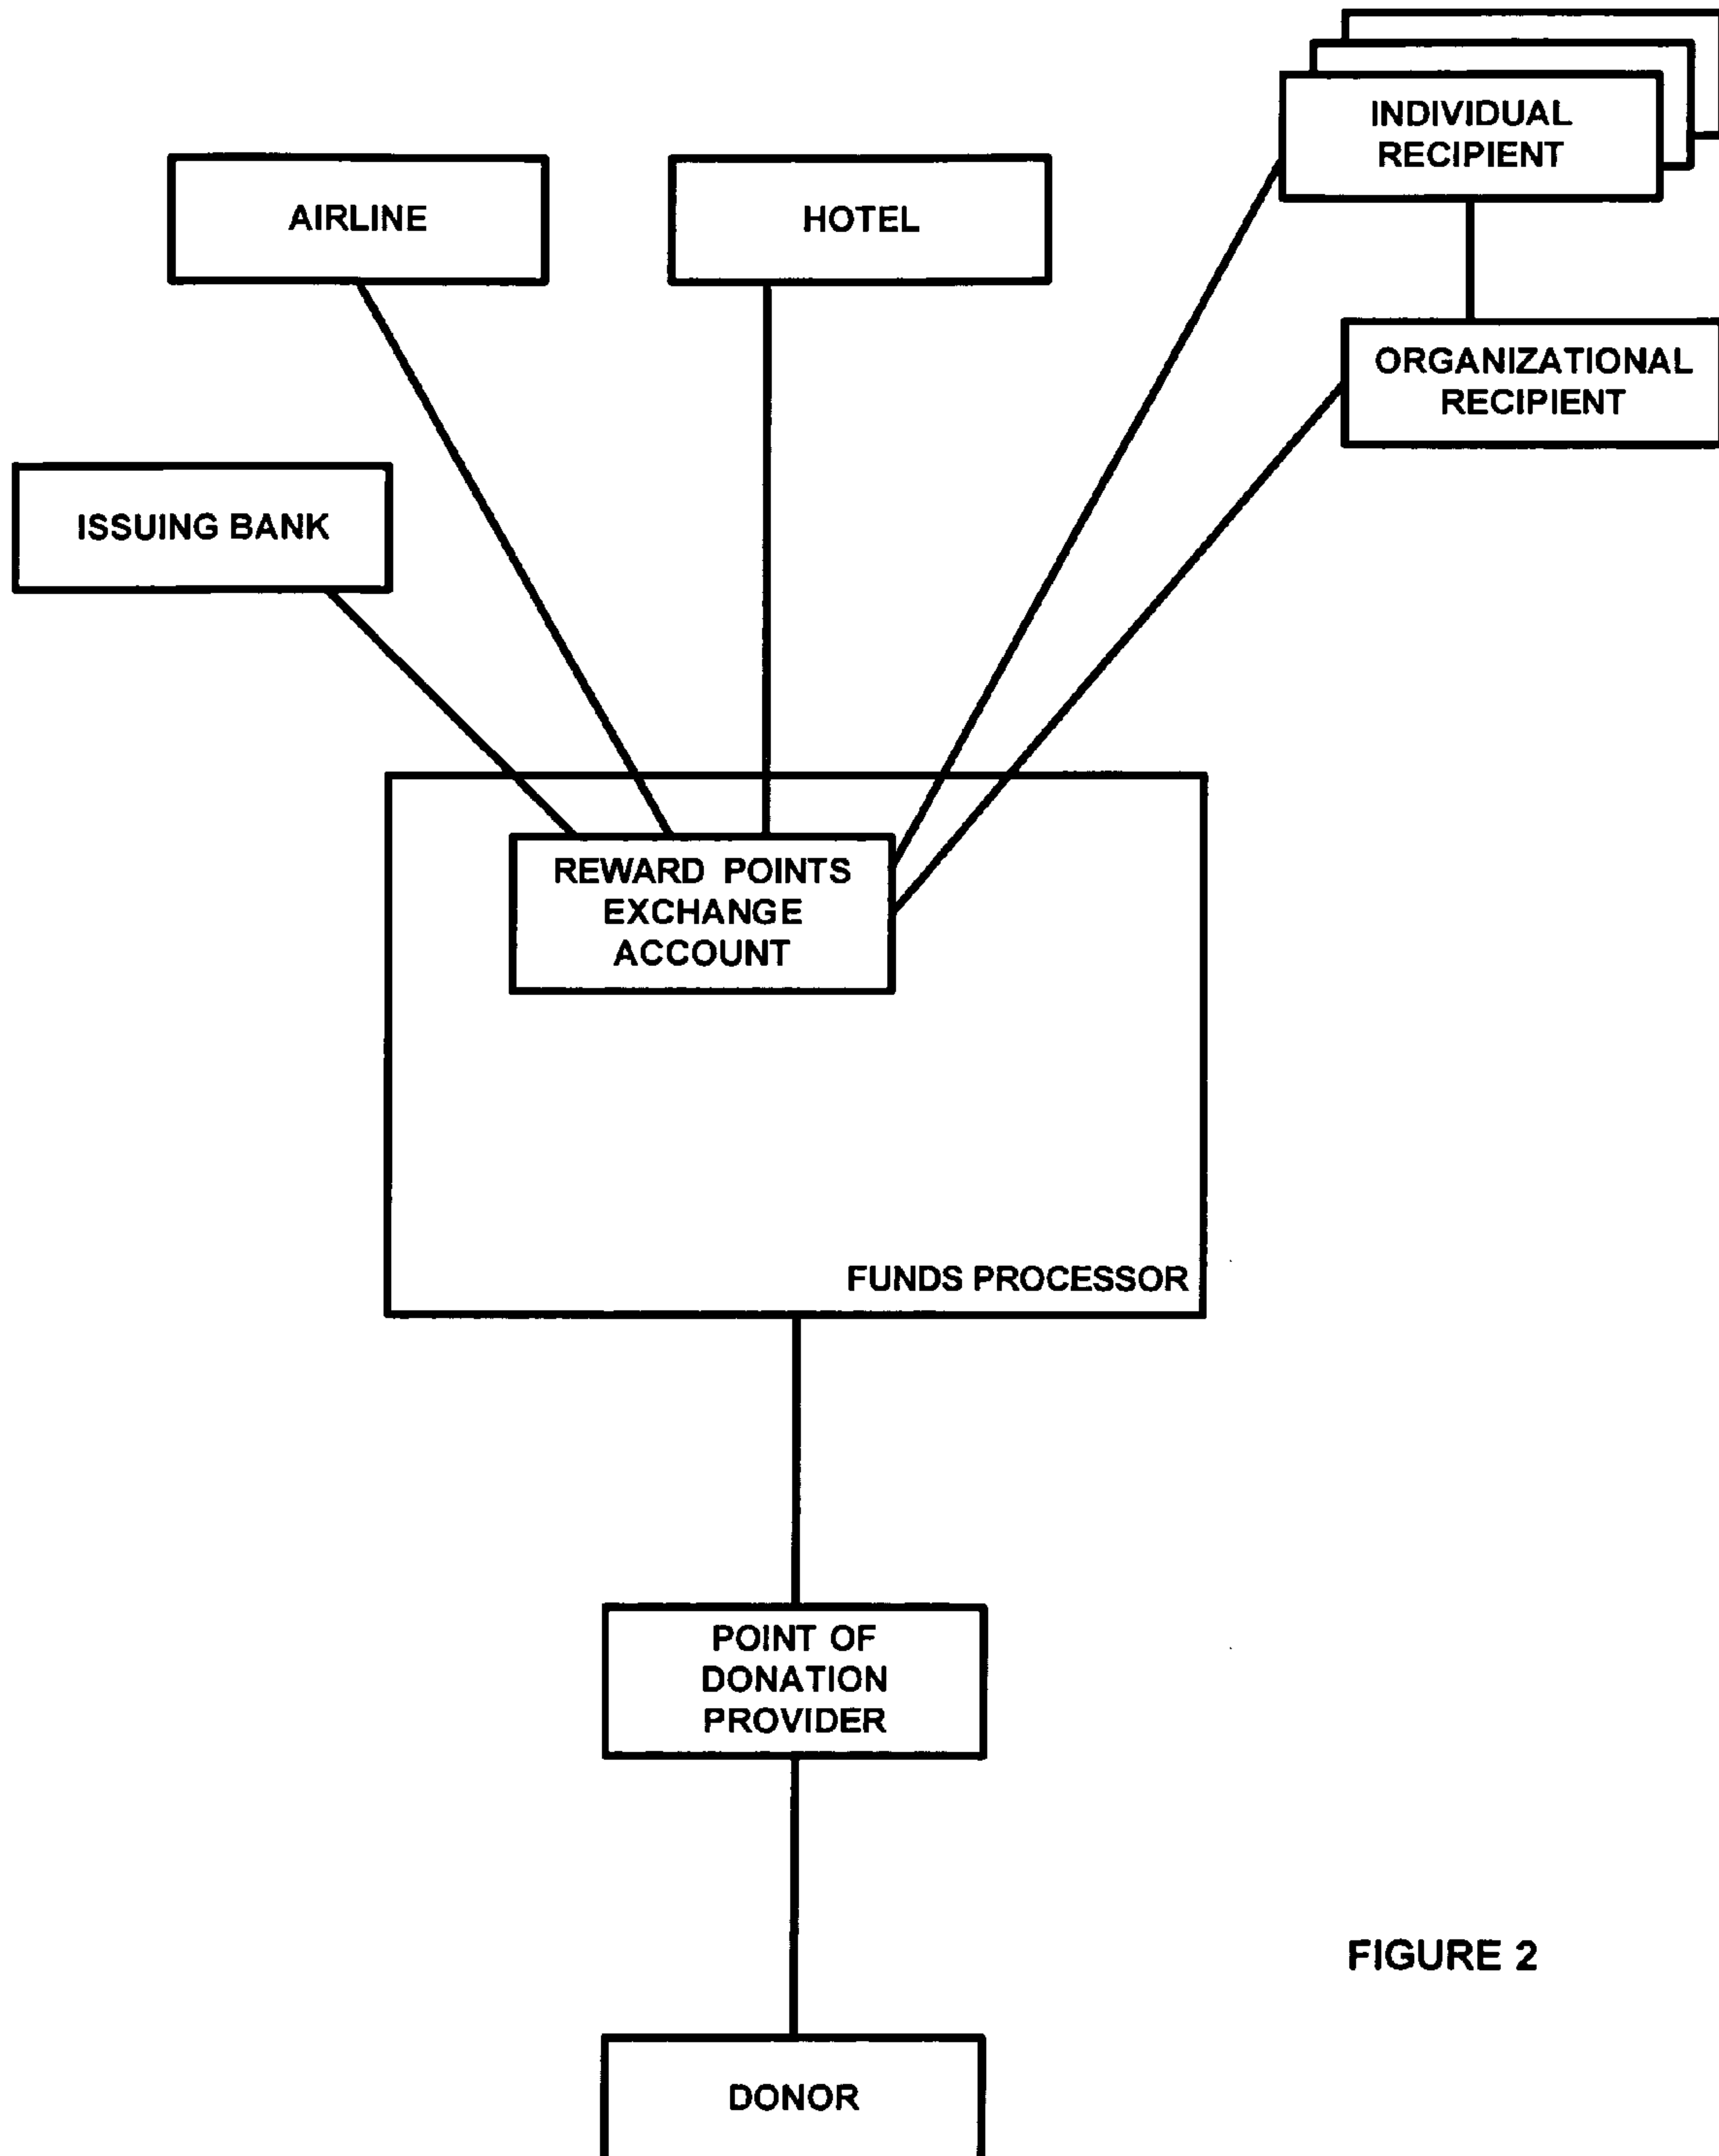 INDIVIDUAL
RECIPIENT
AIRLINE
HOTEL
ORGANIZATIONAL
RECIPIENT
ISSUING BANK
REWARD POINTS
EXCHANGE
ACCOUNT
FUNDS PROCESSOR
POINT OF
DONATION
PROVIDER
FIGURE 2
DONOR